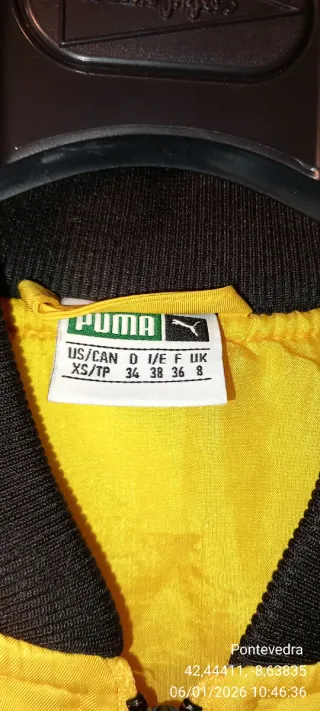 PUMA
US/CAN D I/E F UK
XS/TP 34 38 36 8
Pontevedra
42,44411, -8,63835
06/01/2026 10:46:36